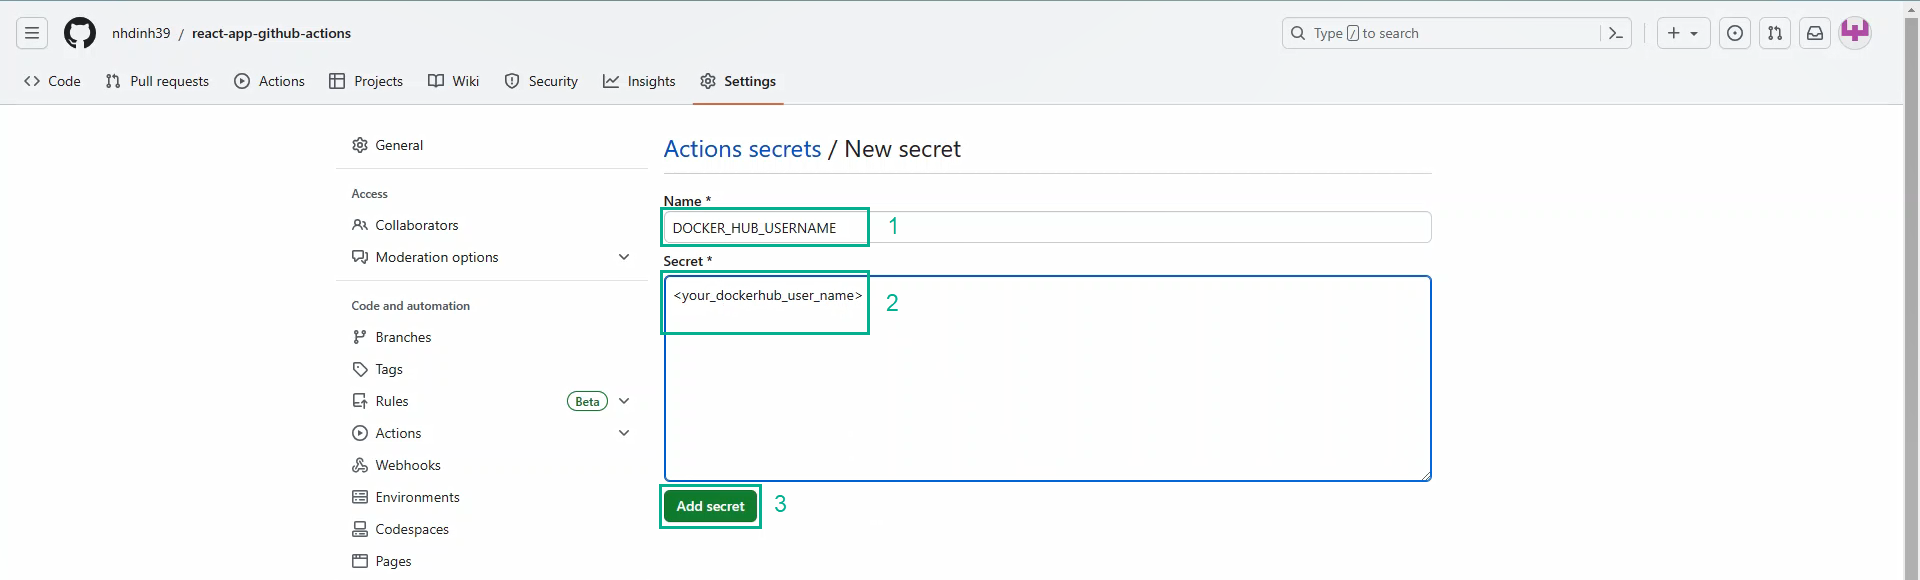 nhdinh39 / react-app-github-actions
Type / to search
Code Pull requests Actions Projects Wiki Security Insights Settings
General
Access
Collaborators
Moderation options
Code and automation
Branches
Tags
Rules Beta
Actions
Webhooks
Environments
Codespaces
Pages
Actions secrets / New secret
Name *
DOCKER_HUB_USERNAME 1
Secret *
<your_dockerhub_user_name> 2
Add secret 3